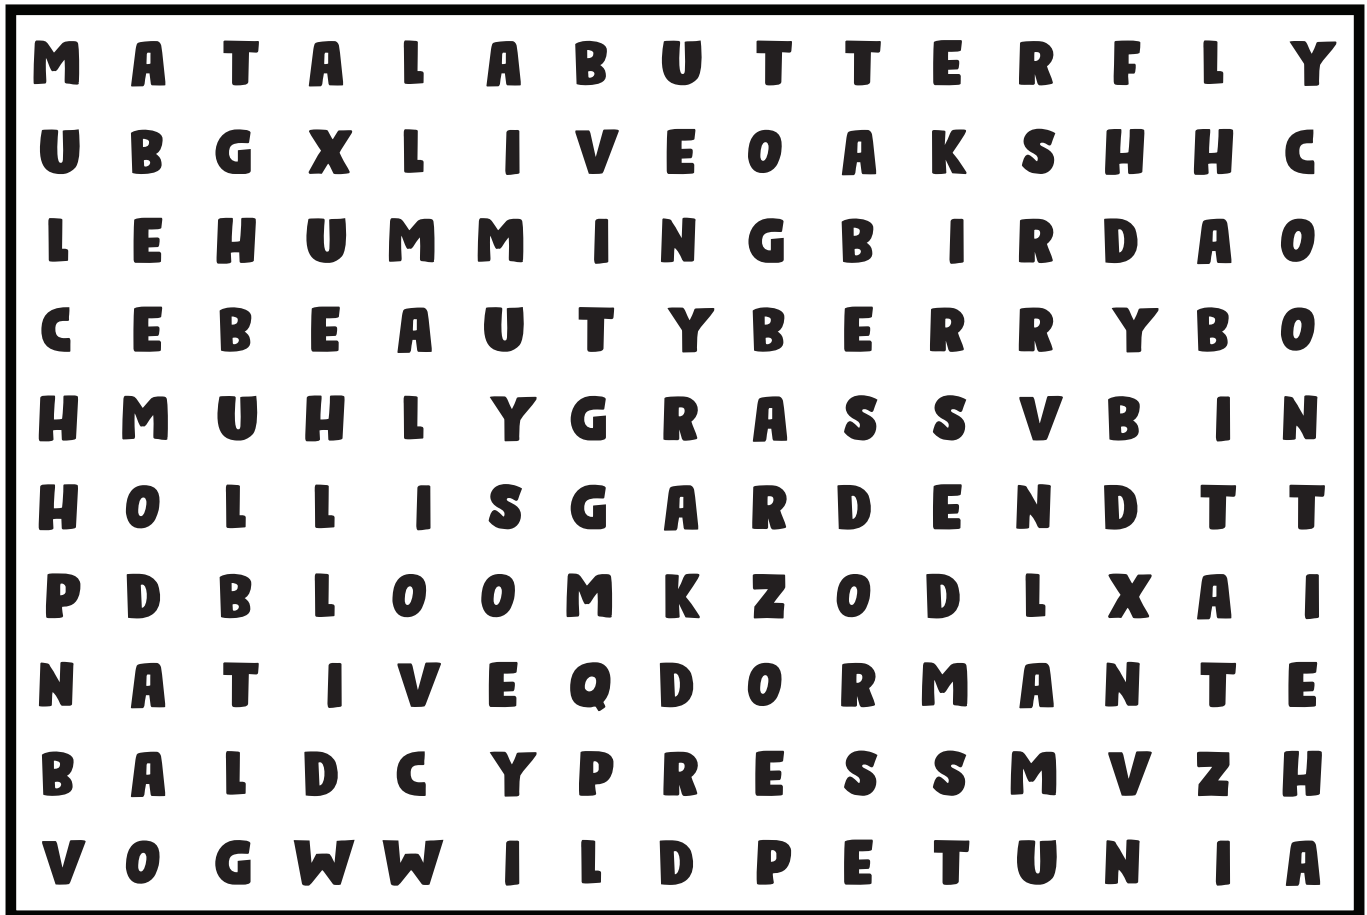 M A T A L A B U T T E R F L Y
U B G X L I V E O A K S H H C
L E H U M M I N G B I R D A O
C E B E A U T Y B E R R Y B O
H M U H L Y G R A S S V B I N
H O L L I S G A R D E N D T T
P D B L O O M K Z O D L X A I
N A T I V E Q D O R M A N T E
B A L D C Y P R E S S M V Z H
V O G W W I L D P E T U N I A